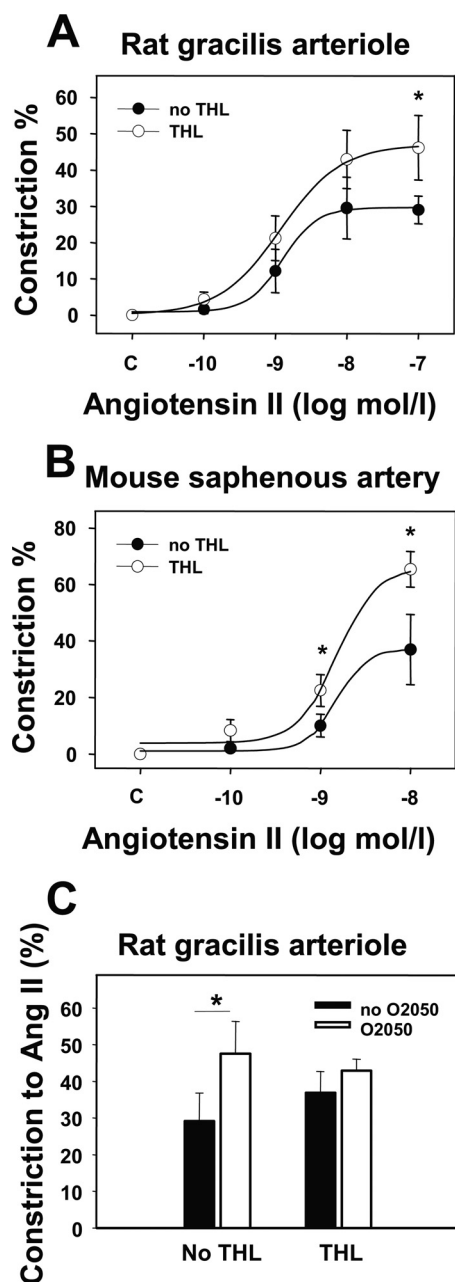 A
Rat gracilis arteriole
Constriction %
60
50
40
30
20
10
0
no THL
THL
*
C -10 -9 -8 -7
Angiotensin II (log mol/l)
B
Mouse saphenous artery
Constriction %
80
60
40
20
0
no THL
THL
*
*
C -10 -9 -8
Angiotensin II (log mol/l)
C
Rat gracilis arteriole
Constriction to Ang II (%)
60
50
40
30
20
10
0
*
no O2050
O2050
No THL THL